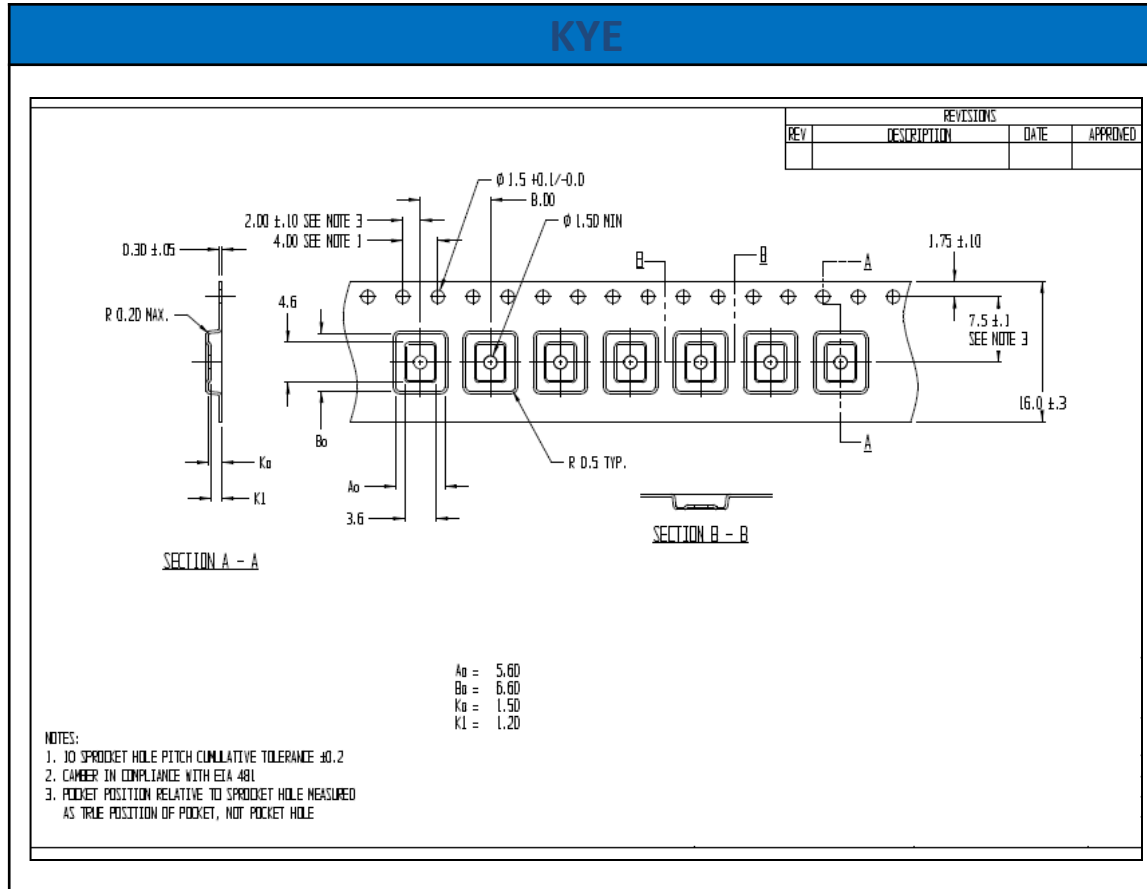 KYE
REVISIONS
REV DESCRIPTION DATE APPROVED
Ø 1.5 +0.1/-0.0
8.00
2.00 ±.10 SEE NOTE 3
Ø 1.50 MIN
4.00 SEE NOTE 1
0.30 ±.05
1.75 ±.10
B B A
4.6
R 0.20 MAX.
7.5 ±.1
SEE NOTE 3
16.0 ±.3
Bo
A
Ko
R 0.5 TYP.
Ao
K1
3.6
SECTION B - B
SECTION A - A
Ao = 5.60
Bo = 6.60
Ko = 1.50
K1 = 1.20
NOTES:
1. 10 SPROCKET HOLE PITCH CUMULATIVE TOLERANCE ±0.2
2. CAMBER IN COMPLIANCE WITH EIA 481
3. POCKET POSITION RELATIVE TO SPROCKET HOLE MEASURED
AS TRUE POSITION OF POCKET, NOT POCKET HOLE